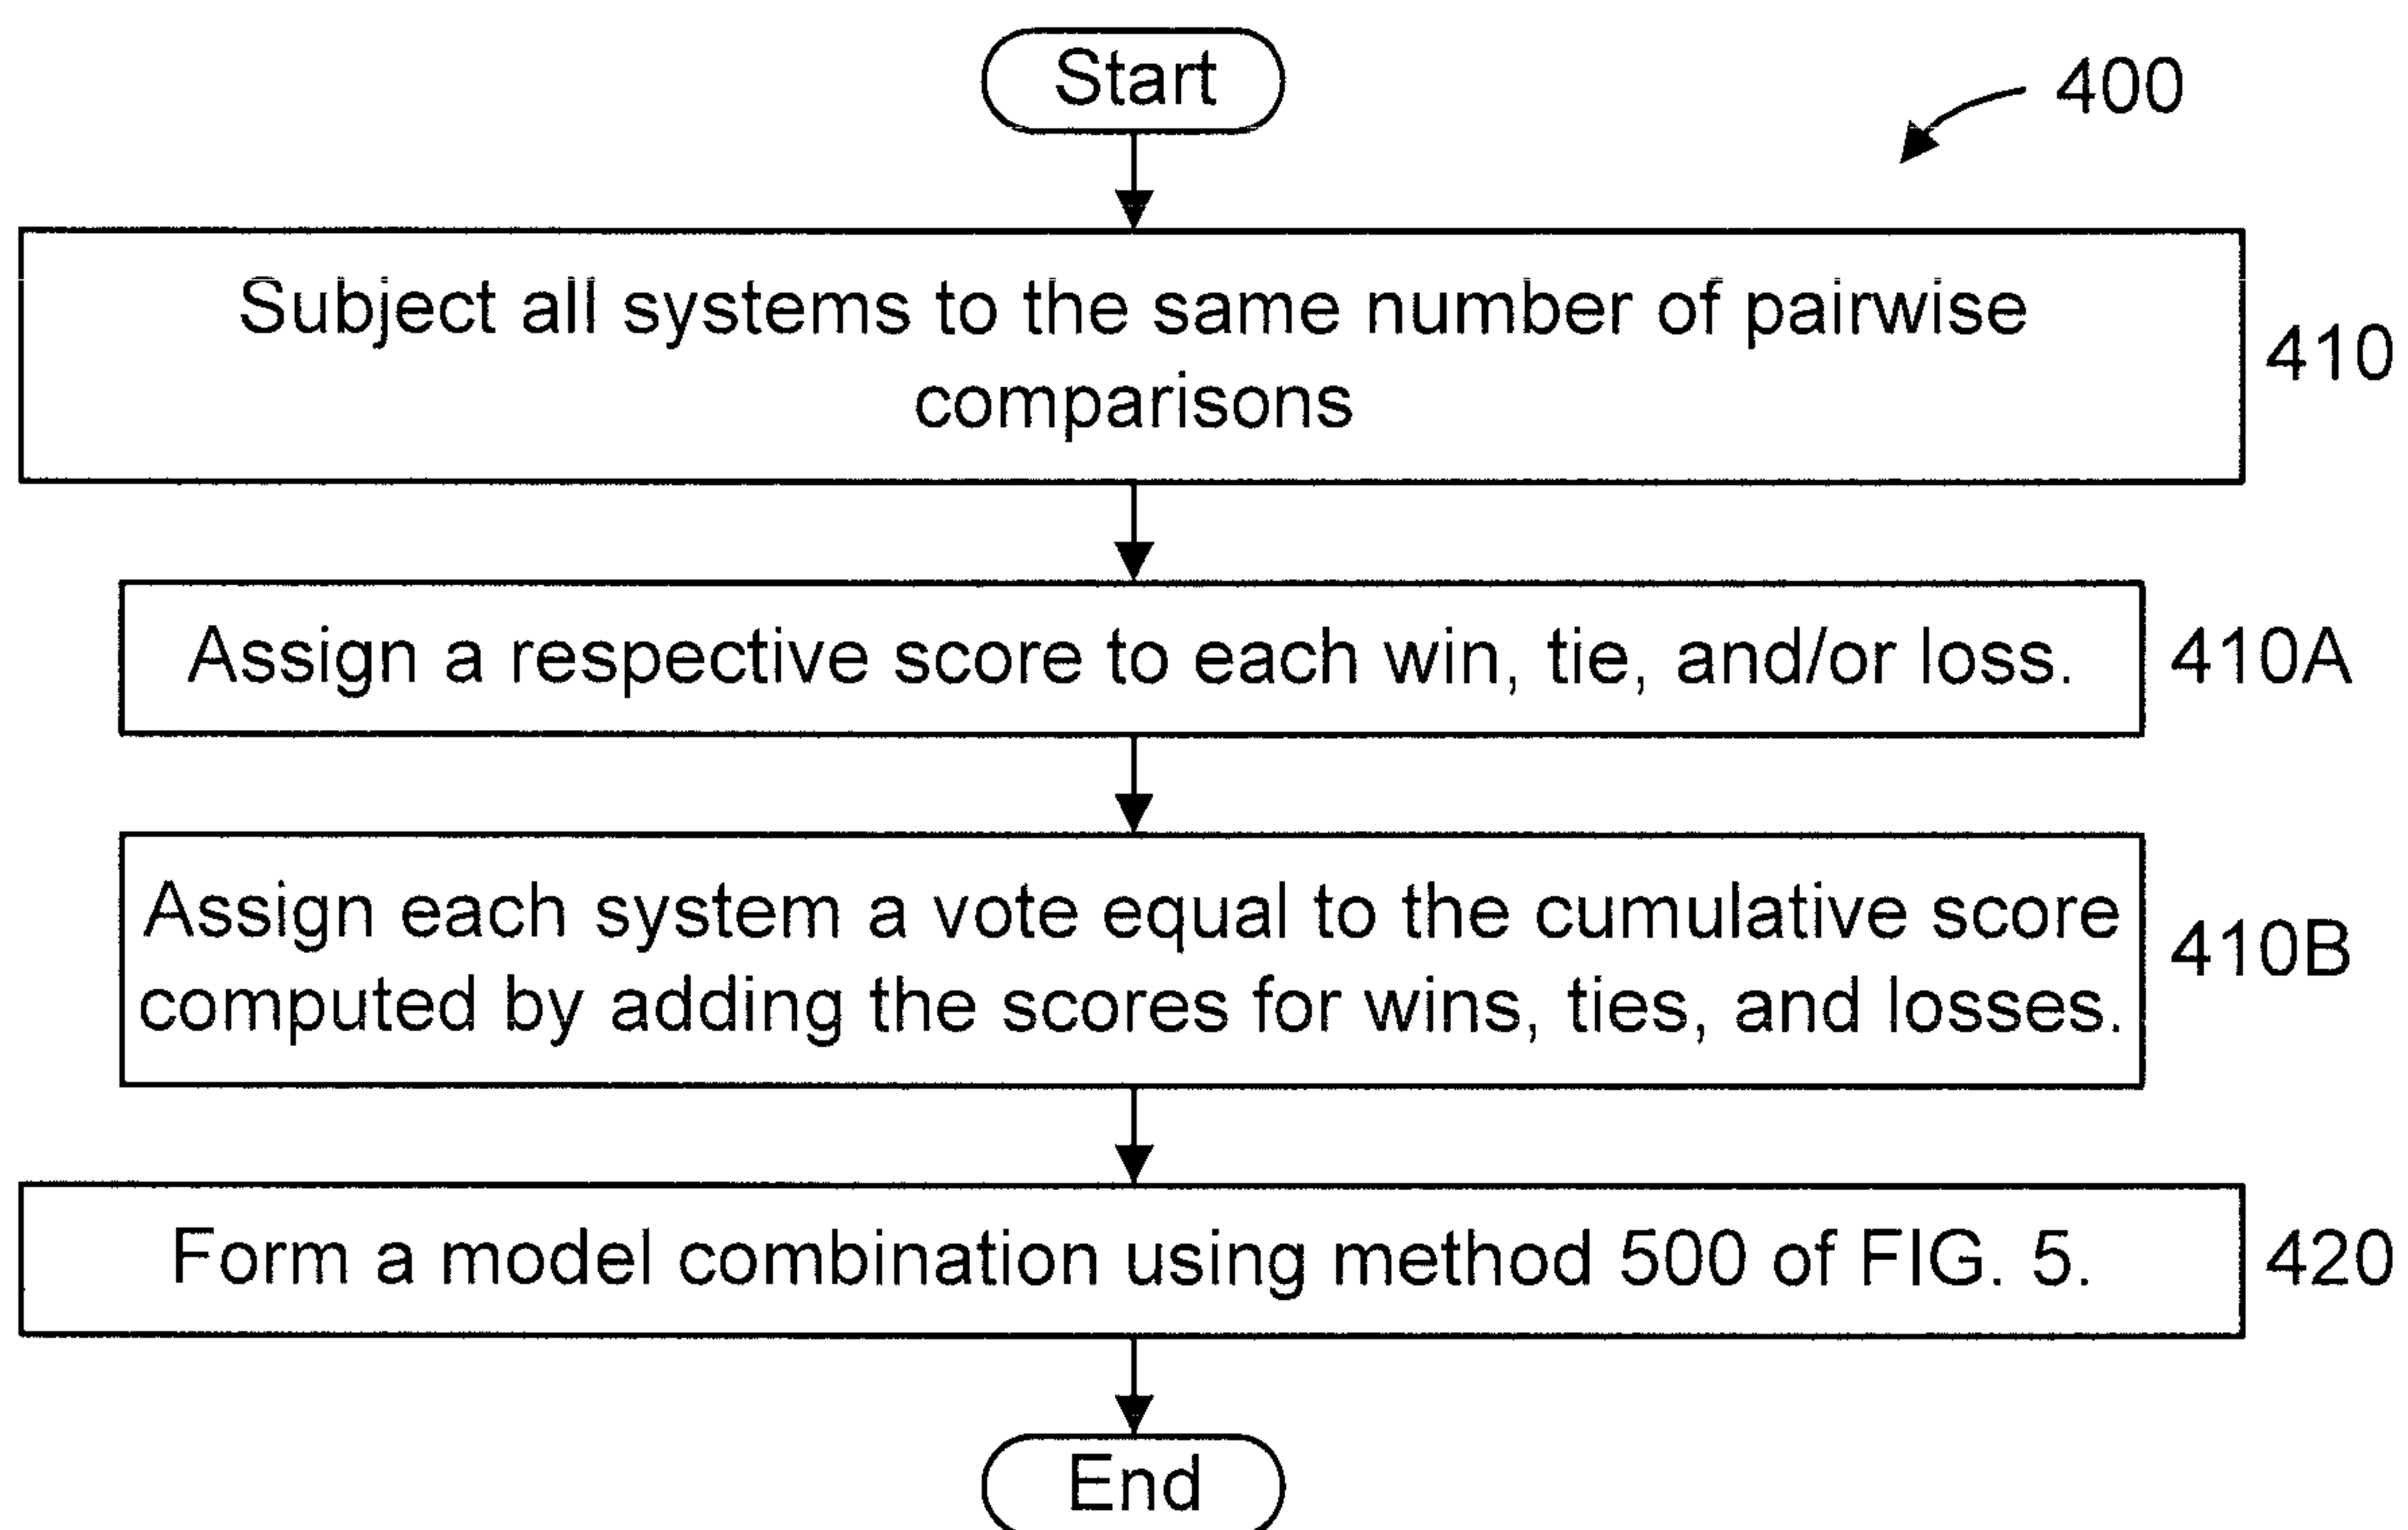 Start
400
Subject all systems to the same number of pairwise
comparisons
410
Assign a respective score to each win, tie, and/or loss.
410A
Assign each system a vote equal to the cumulative score
computed by adding the scores for wins, ties, and losses.
410B
Form a model combination using method 500 of FIG. 5.
420
End